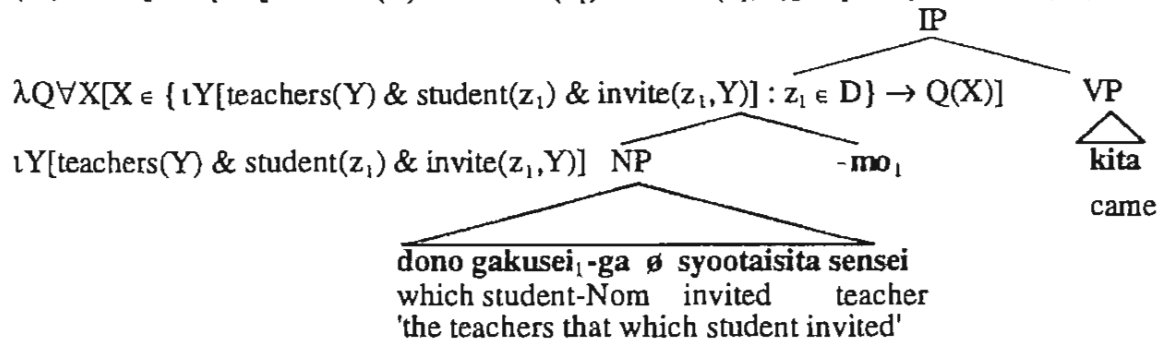 IP
λQ∀X[X ∈ {ιY[teachers(Y) & student(z₁) & invite(z₁,Y)] : z₁ ∈ D} → Q(X)] VP
ιY[teachers(Y) & student(z₁) & invite(z₁,Y)] NP -mo₁ kita
came
dono gakusei₁-ga ø syootaisita sensei
which student-Nom invited teacher
'the teachers that which student invited'